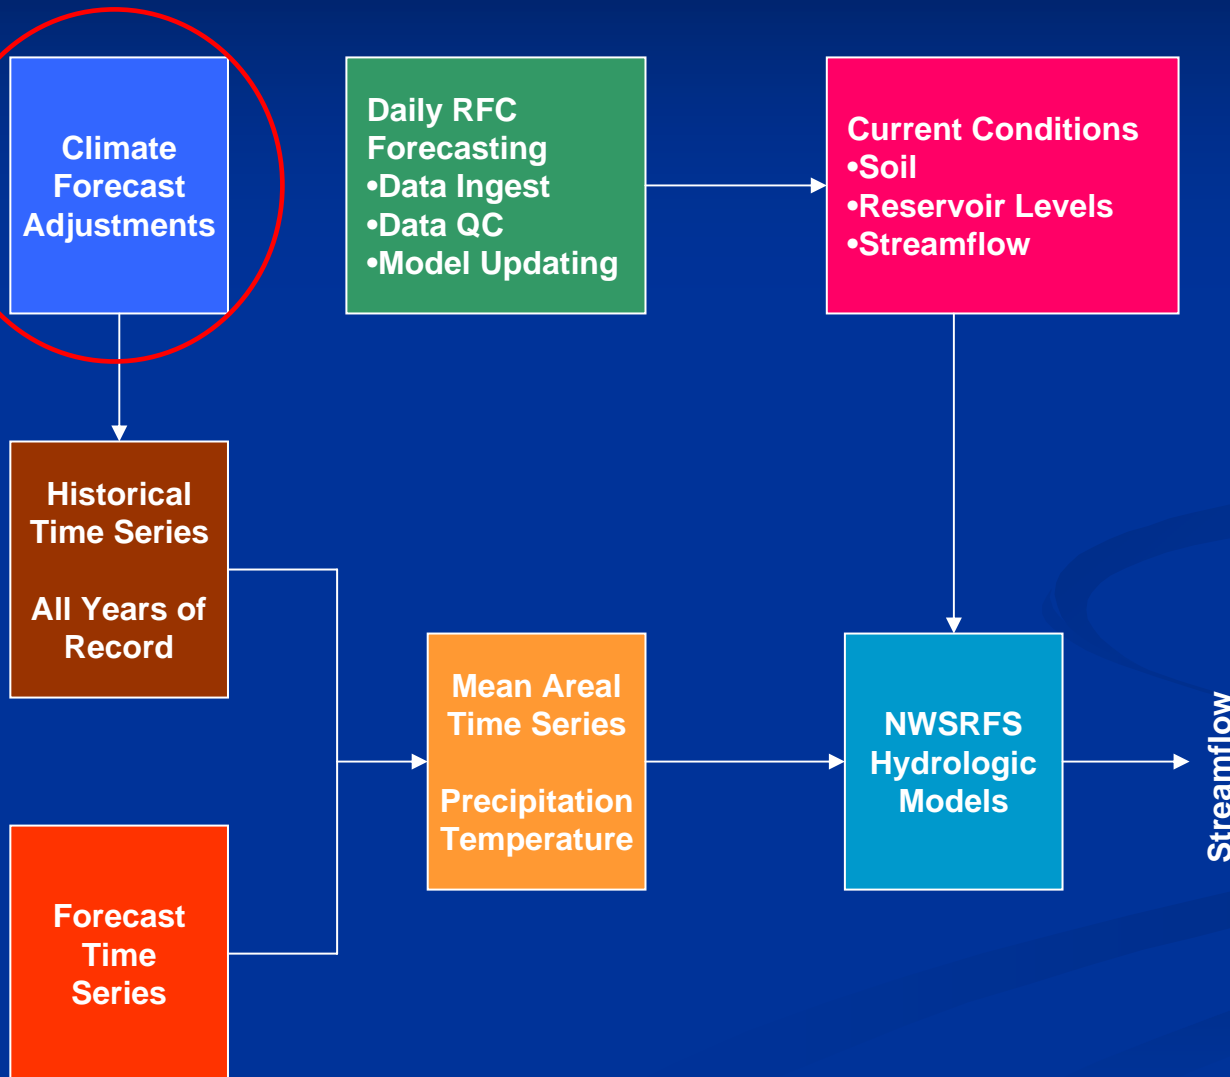 Climate
Forecast
Adjustments
Daily RFC
Forecasting
•Data Ingest
•Data QC
•Model Updating
Current Conditions
•Soil
•Reservoir Levels
•Streamflow
Historical
Time Series
All Years of
Record
Mean Areal
Time Series
Precipitation
Temperature
NWSRFS
Hydrologic
Models
Streamflow
Forecast
Time
Series